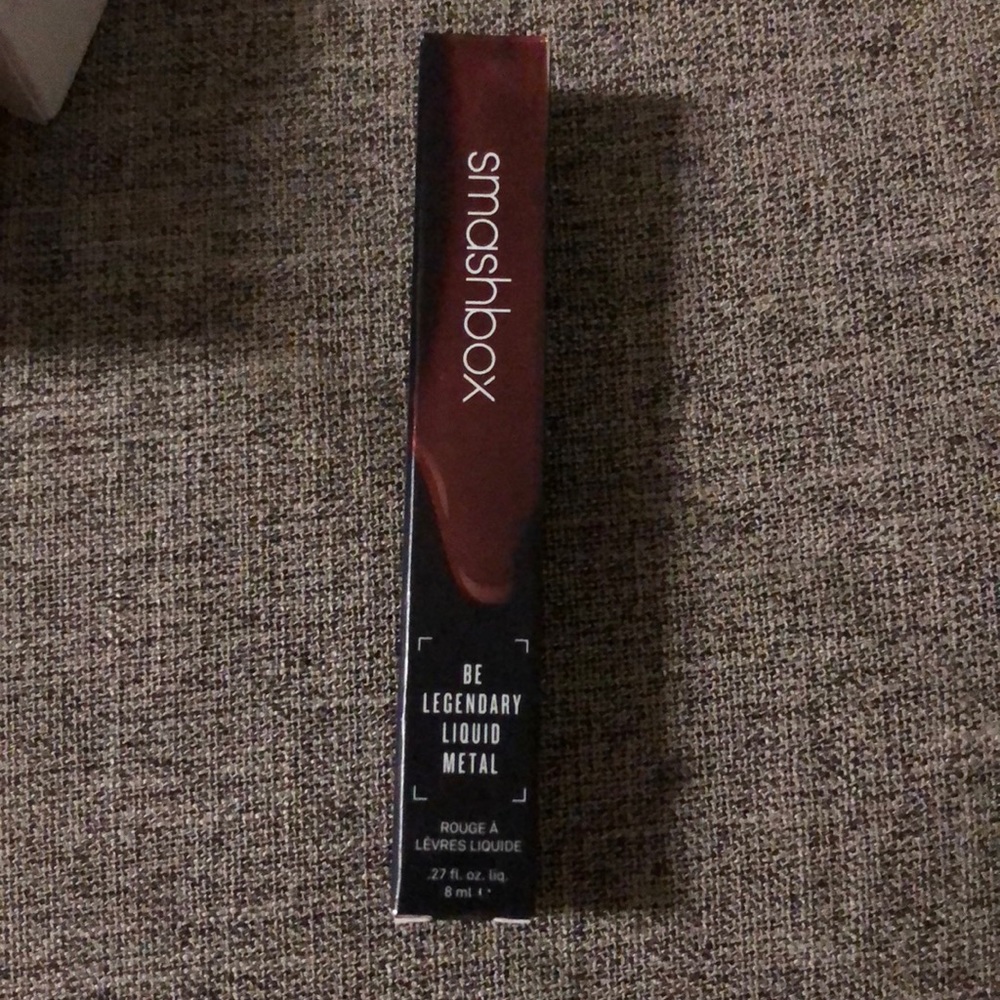 smashbox
BE
LEGENDARY
LIQUID
METAL
ROUGE À
LÈVRES LIQUIDE
.27 fl. oz. liq.
8 ml